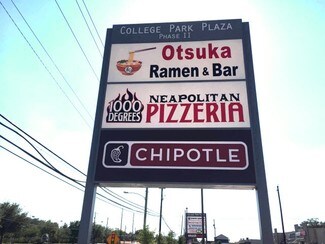 COLLEGE PARK PLAZA
PHASE II
Otsuka
Ramen & Bar
1000
DEGREES
NEAPOLITAN
PIZZERIA
CHIPOTLE